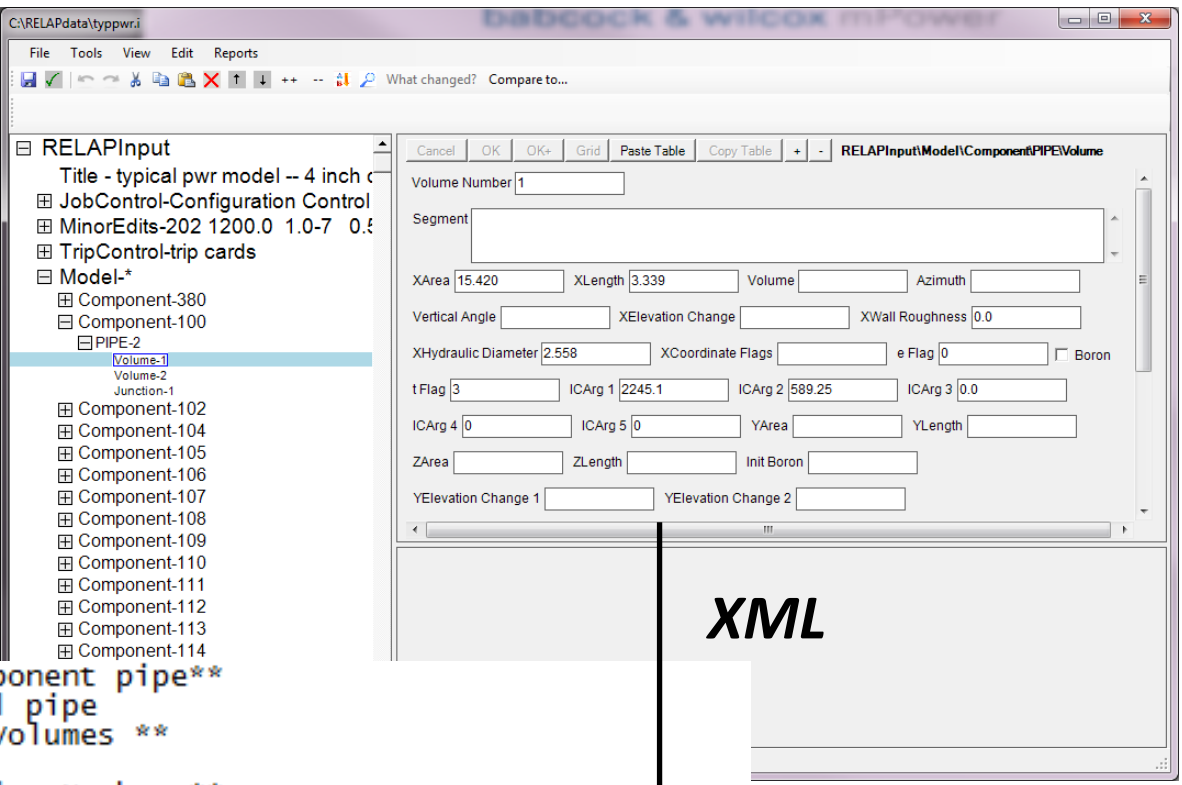 babcock & wilcox mPower
C:\RELAPdata\typpwr.i
File Tools View Edit Reports
++ -- What changed? Compare to...
RELAPInput
Title - typical pwr model -- 4 inch
JobControl-Configuration Control
MinorEdits-202 1200.0 1.0-7
TripControl-trip cards
Model-*
Component-380
Component-100
PIPE-2
Volume-1
Volume-2
Junction-1
Component-102
Component-104
Component-105
Component-106
Component-107
Component-108
Component-109
Component-110
Component-111
Component-112
Component-113
Component-114
Cancel OK OK+ Grid Paste Table Copy Table + - RELAPInput\Model\Component\PIPE\Volume
Volume Number 1
Segment
XArea 15.420 XLength 3.339 Volume Azimuth
Vertical Angle XElevation Change XWall Roughness 0.0
XHydraulic Diameter 2.558 XCoordinate Flags e Flag 0 Boron
t Flag 3 ICArg 1 2245.1 ICArg 2 589.25 ICArg 3 0.0
ICArg 4 0 ICArg 5 0 YArea YLength
ZArea ZLength Init Boron
YElevation Change 1 YElevation Change 2
XML
ponent pipe**
pipe
volumes **